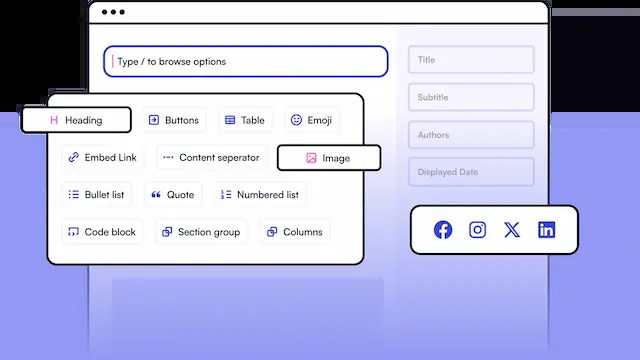 Type / to browse options
Title
Subtitle
Authors
Displayed Date
Heading
Buttons
Table
Emoji
Embed Link
Content seperator
Image
Bullet list
Quote
Numbered list
Code block
Section group
Columns